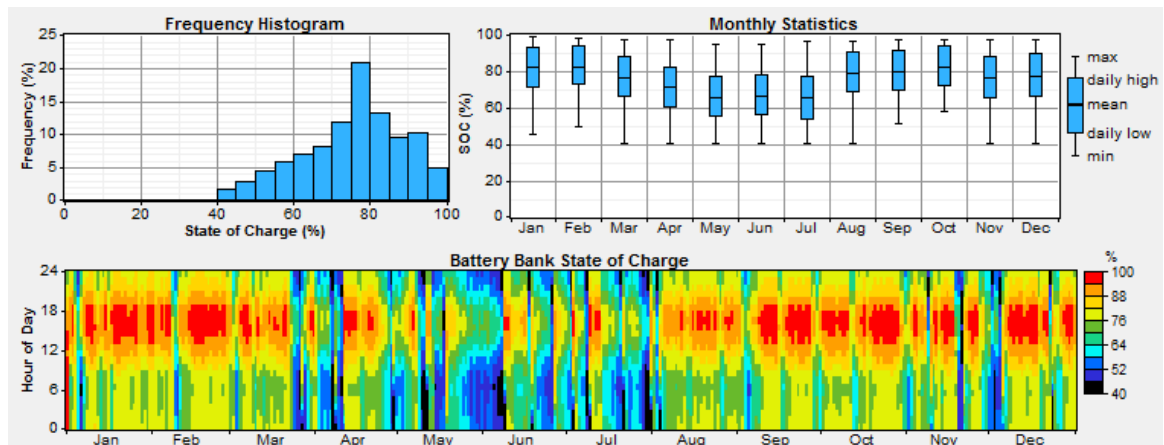 Frequency Histogram
25
20
15
10
5
0
Frequency (%)
0 20 40 60 80 100
State of Charge (%)
Monthly Statistics
100
80
60
40
20
0
SOC (%)
Jan Feb Mar Apr May Jun Jul Aug Sep Oct Nov Dec
max
daily high
mean
daily low
min
Battery Bank State of Charge
24
18
12
6
0
Hour of Day
Jan Feb Mar Apr May Jun Jul Aug Sep Oct Nov Dec
%
100
88
76
64
52
40